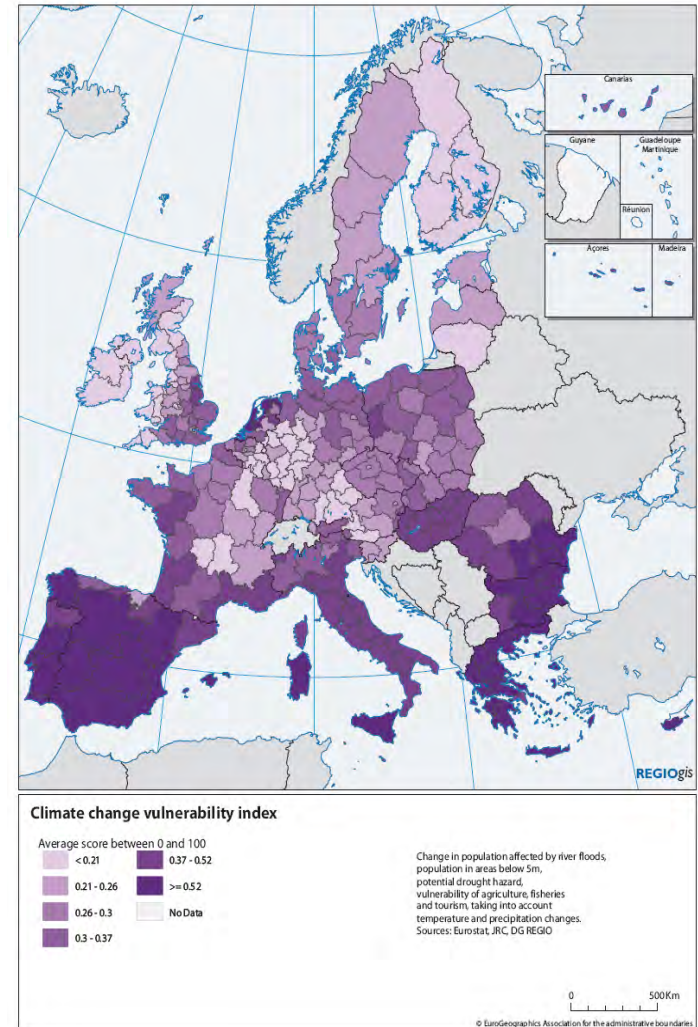 Canarias
Guyane
Guadeloupe
Martinique
Réunion
Açores
Madeira
REGIOgis
Climate change vulnerability index
Average score between 0 and 100
< 0.21
0.21 - 0.26
0.26 - 0.3
0.3 - 0.37
0.37 - 0.52
>= 0.52
No Data
Change in population affected by river floods,
population in areas below 5m,
potential drought hazard,
vulnerability of agriculture, fisheries
and tourism, taking into account
temperature and precipitation changes.
Sources: Eurostat, JRC, DG REGIO
0 500 Km
© EuroGeographics Association for the administrative boundaries